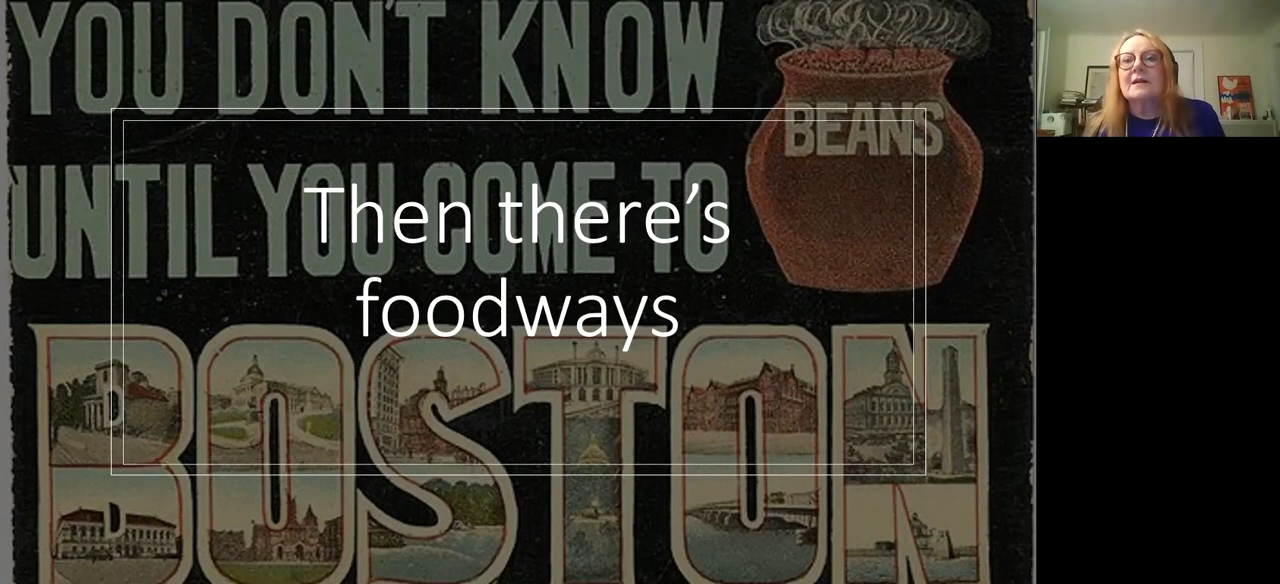 YOU DON'T KNOW
BEANS
UNTIL YOU COME TO
Then there's
foodways
BOSTON